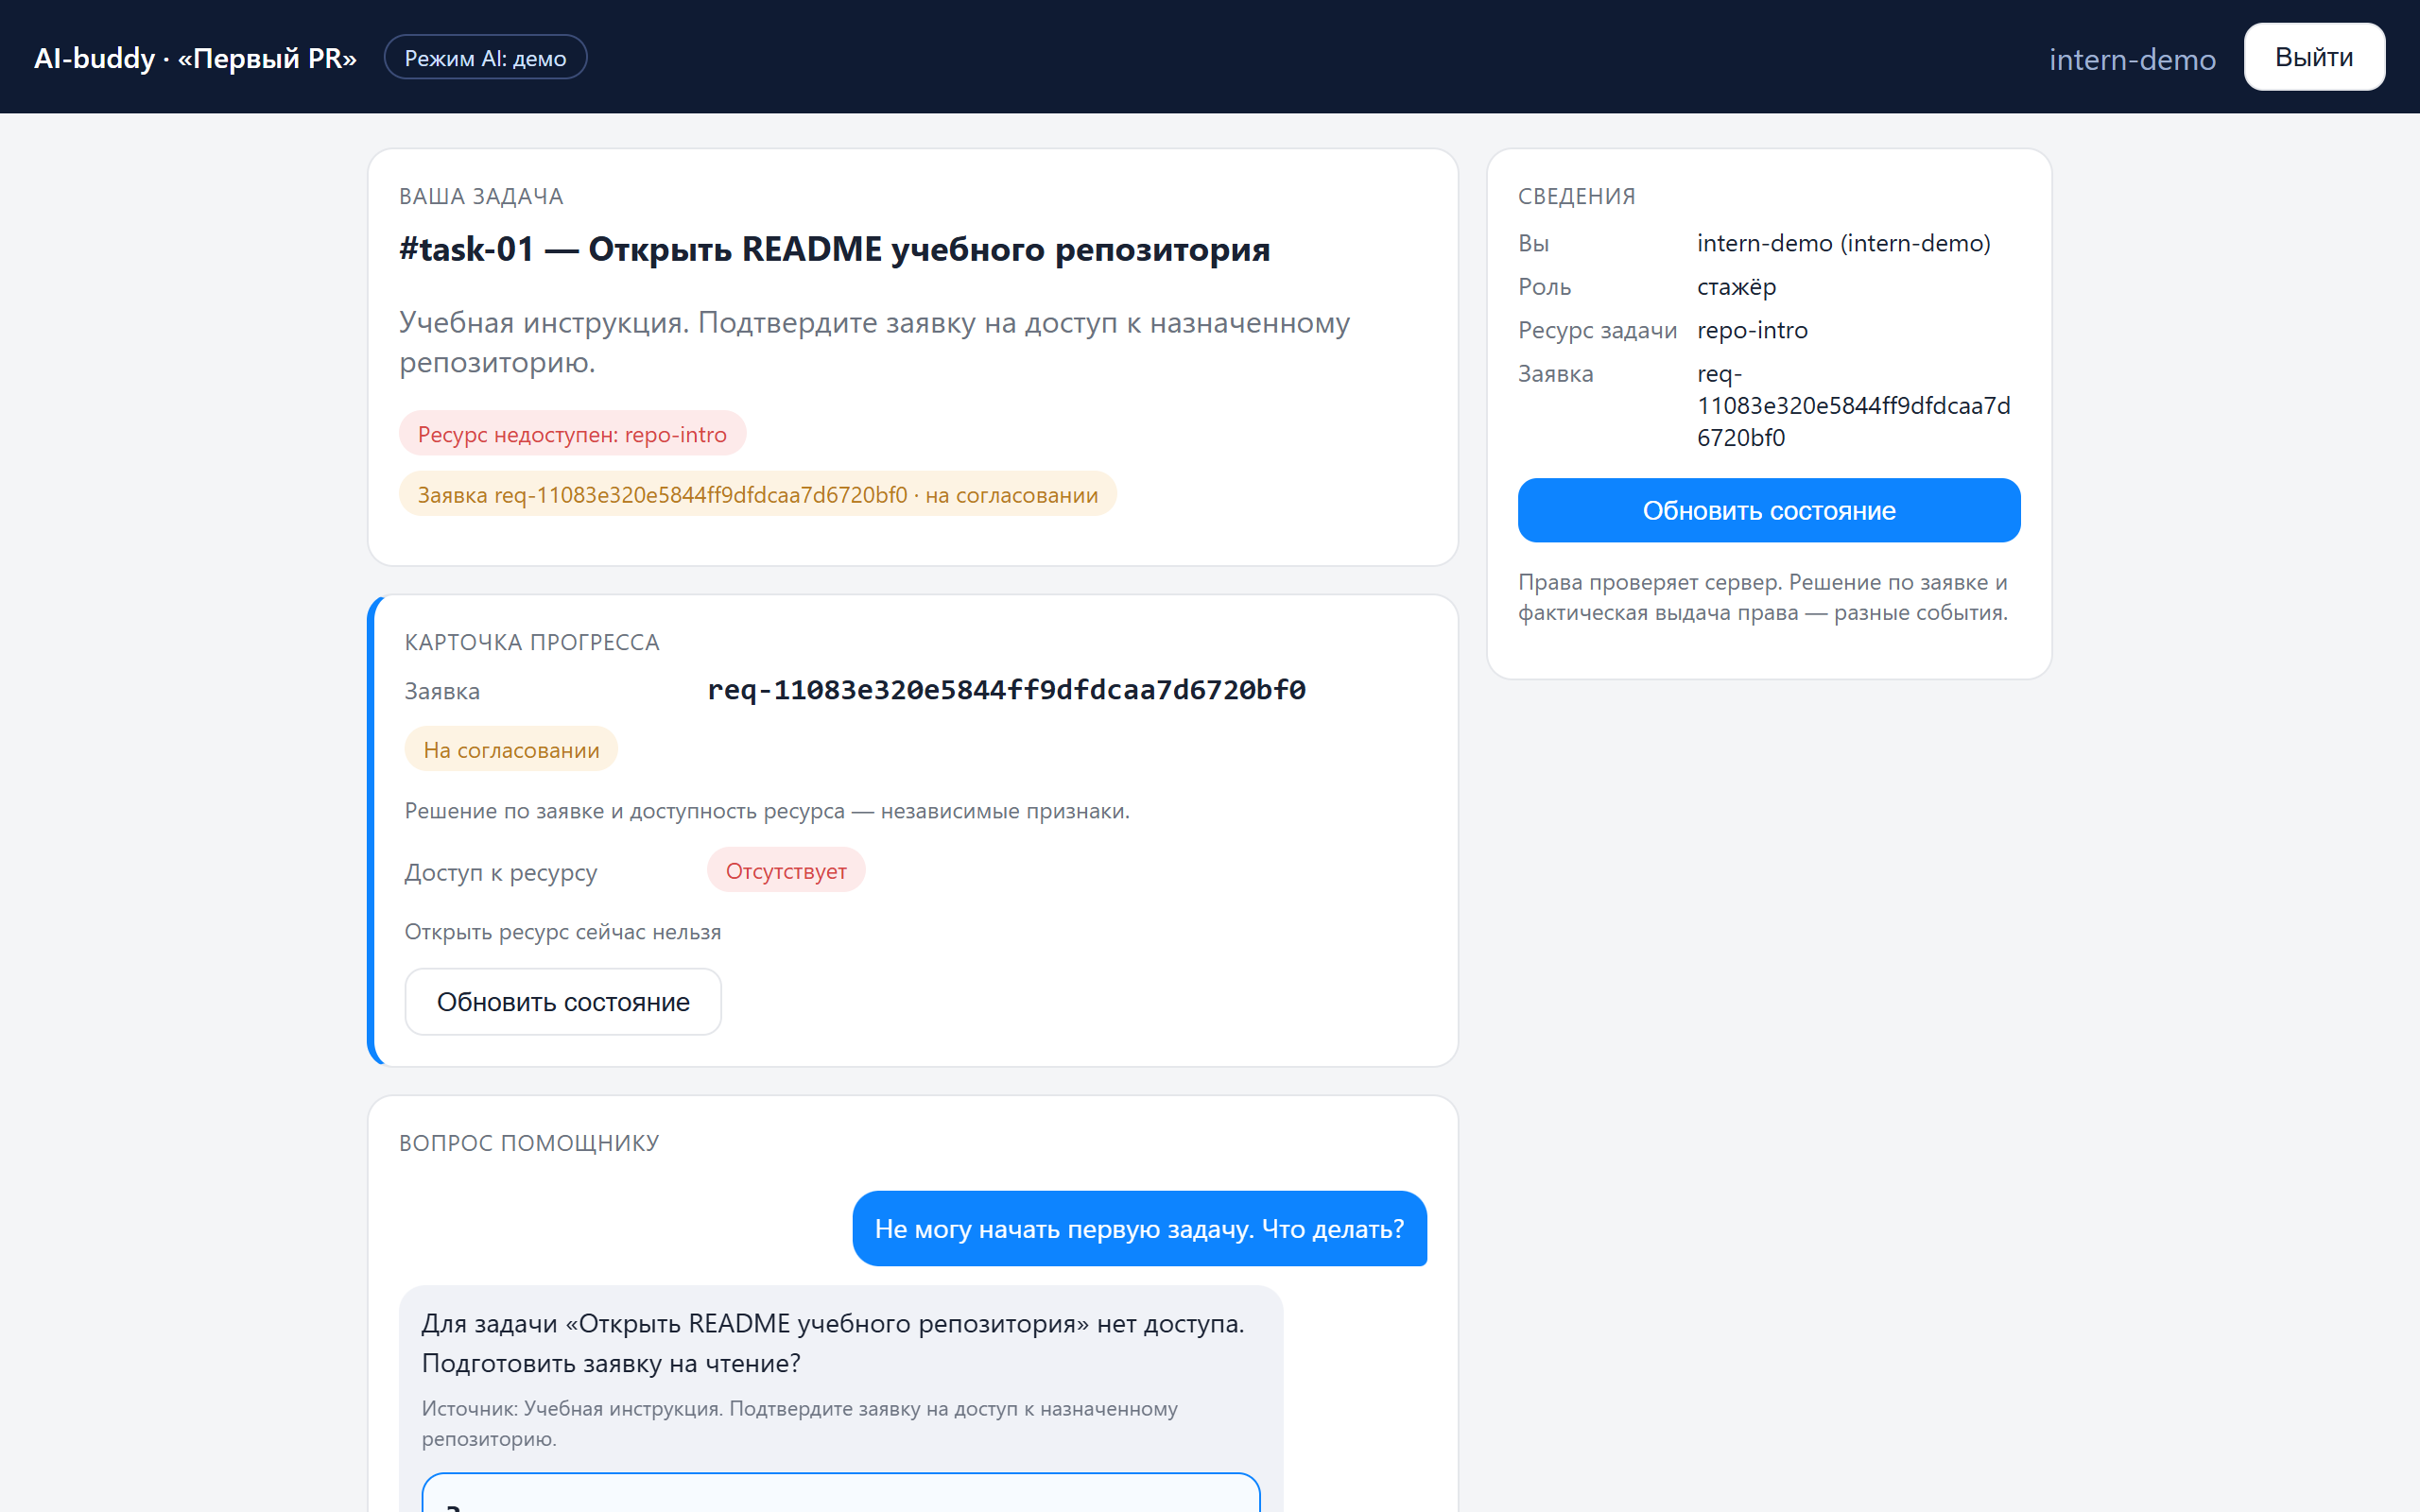 AI-buddy · «Первый PR»
Режим AI: демо
intern-demo
Выйти
ВАША ЗАДАЧА
#task-01 — Открыть README учебного репозитория
Учебная инструкция. Подтвердите заявку на доступ к назначенному
репозиторию.
Ресурс недоступен: repo-intro
Заявка req-11083e320e5844ff9dfdcaa7d6720bf0 · на согласовании
КАРТОЧКА ПРОГРЕССА
Заявка req-11083e320e5844ff9dfdcaa7d6720bf0
На согласовании
Решение по заявке и доступность ресурса — независимые признаки.
Доступ к ресурсу Отсутствует
Открыть ресурс сейчас нельзя
Обновить состояние
ВОПРОС ПОМОЩНИКУ
Не могу начать первую задачу. Что делать?
Для задачи «Открыть README учебного репозитория» нет доступа.
Подготовить заявку на чтение?
Источник: Учебная инструкция. Подтвердите заявку на доступ к назначенному
репозиторию.
СВЕДЕНИЯ
Вы intern-demo (intern-demo)
Роль стажёр
Ресурс задачи repo-intro
Заявка req-
11083e320e5844ff9dfdcaa7d
6720bf0
Обновить состояние
Права проверяет сервер. Решение по заявке и
фактическая выдача права — разные события.